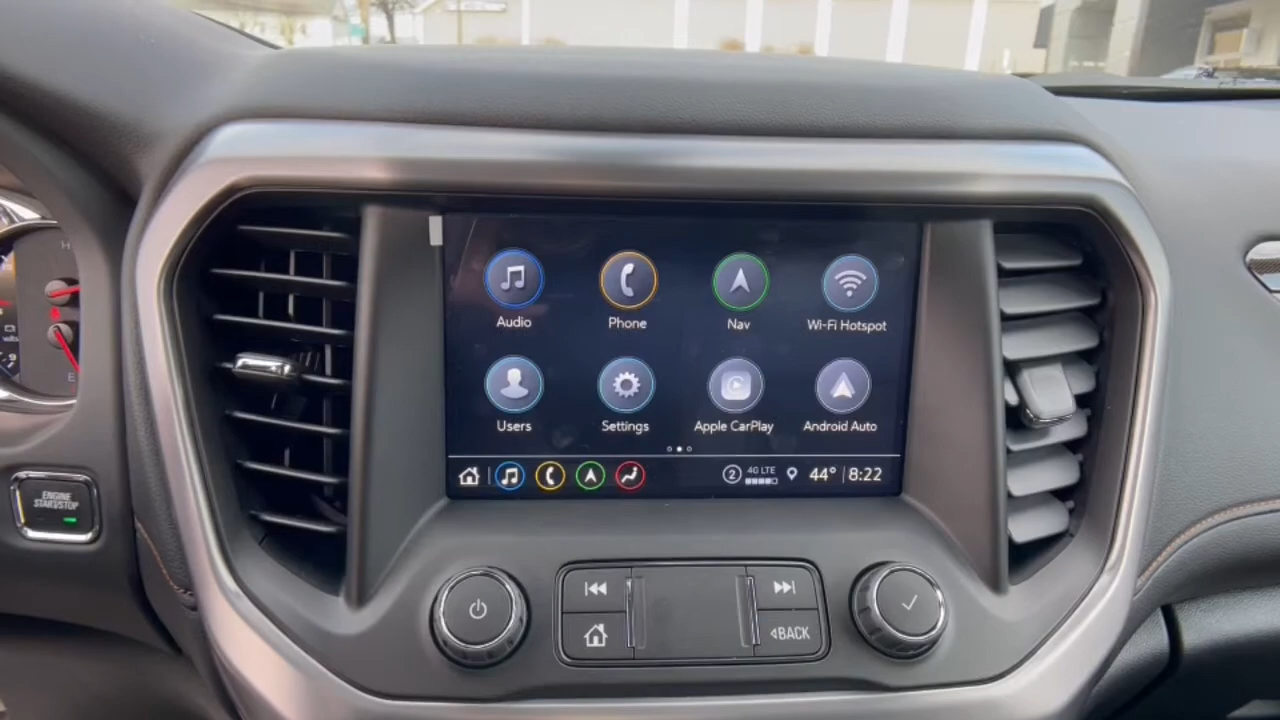 H
Audio
Phone
Nav
Wi-Fi Hotspot
Users
Settings
Apple CarPlay
Android Auto
2
4G LTE
44°
8:22
E
ENGINE
START/STOP
BACK